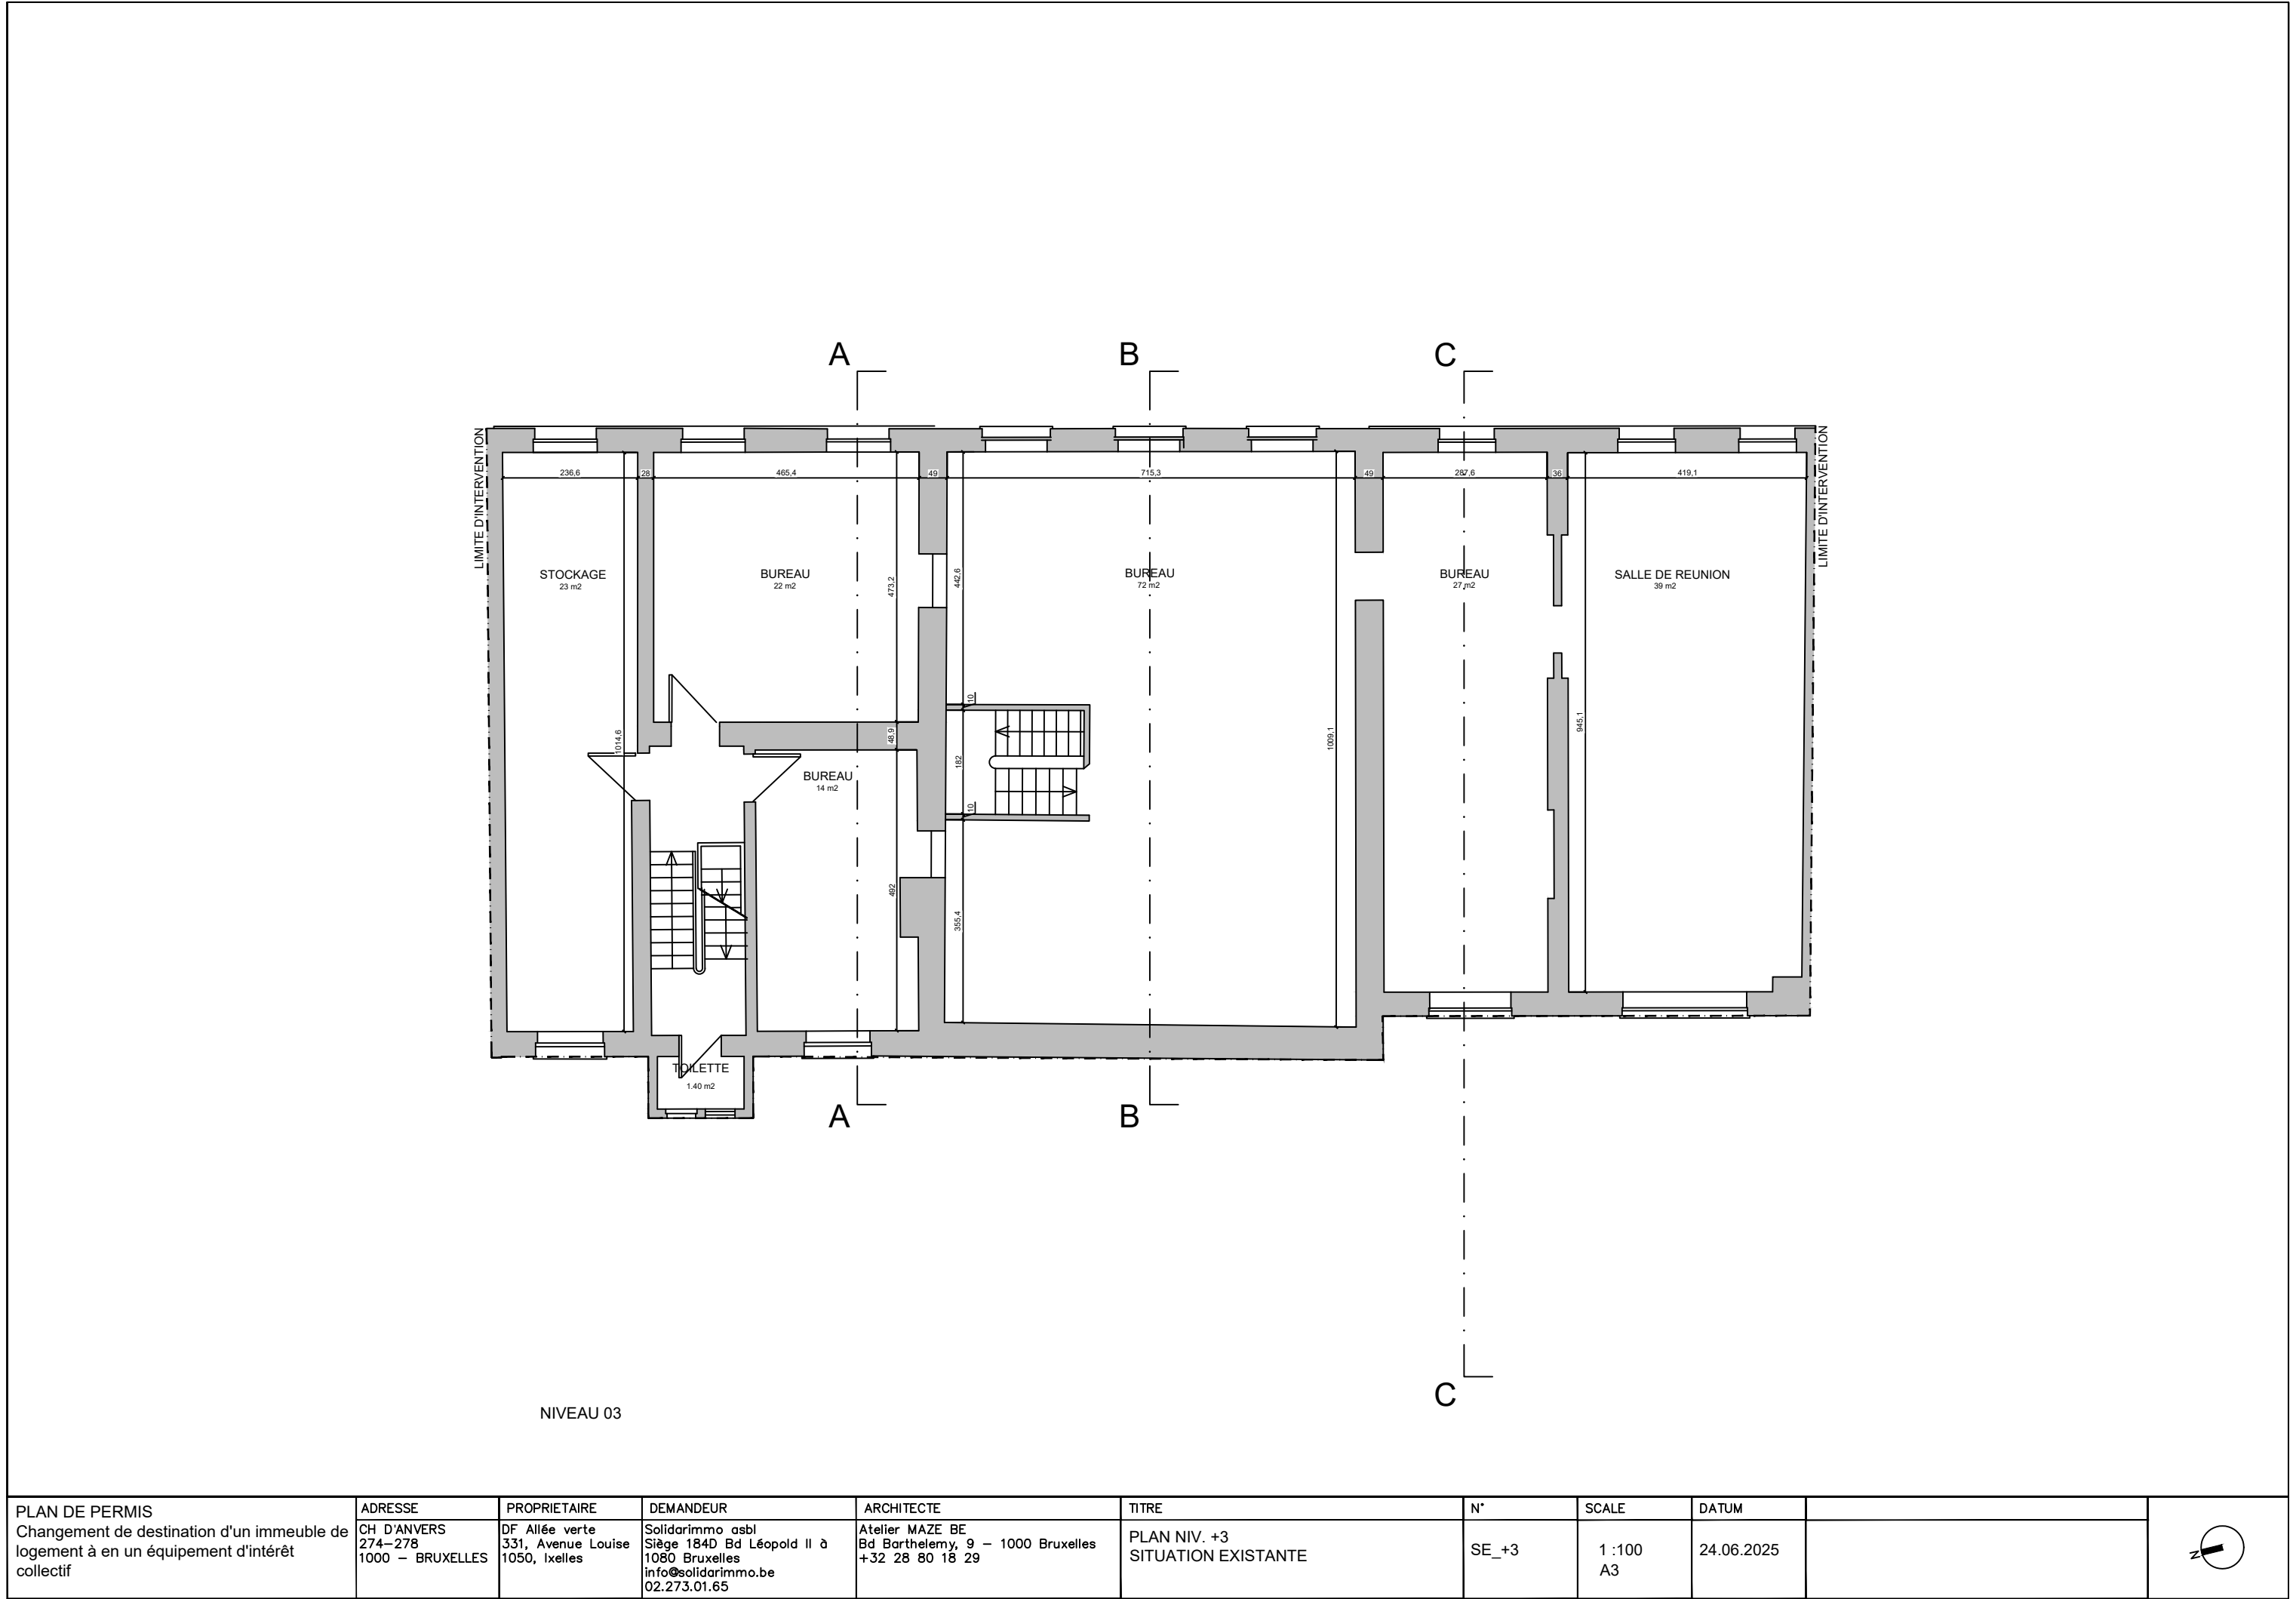 A
B
C
LIMITE D'INTERVENTION
LIMITE D'INTERVENTION
236,6
28
465,4
49
715,3
49
287,6
36
419,1
STOCKAGE
23 m2
BUREAU
22 m2
473,2
442,6
BUREAU
72 m2
BUREAU
27 m2
SALLE DE REUNION
39 m2
10
1014,6
48,9
182
1009,1
945,1
BUREAU
14 m2
10
492
355,4
TOILETTE
1.40 m2
A
B
C
NIVEAU 03
PLAN DE PERMIS
Changement de destination d'un immeuble de
logement à en un équipement d'intérêt
collectif
ADRESSE
CH D'ANVERS
274-278
1000 - BRUXELLES
PROPRIETAIRE
DF Allée verte
331, Avenue Louise
1050, Ixelles
DEMANDEUR
Solidarimmo asbl
Siège 184D Bd Léopold II à
1080 Bruxelles
info@solidarimmo.be
02.273.01.65
ARCHITECTE
Atelier MAZE BE
Bd Barthelemy, 9 - 1000 Bruxelles
+32 28 80 18 29
TITRE
PLAN NIV. +3
SITUATION EXISTANTE
N°
SE_+3
SCALE
1 :100
A3
DATUM
24.06.2025
N